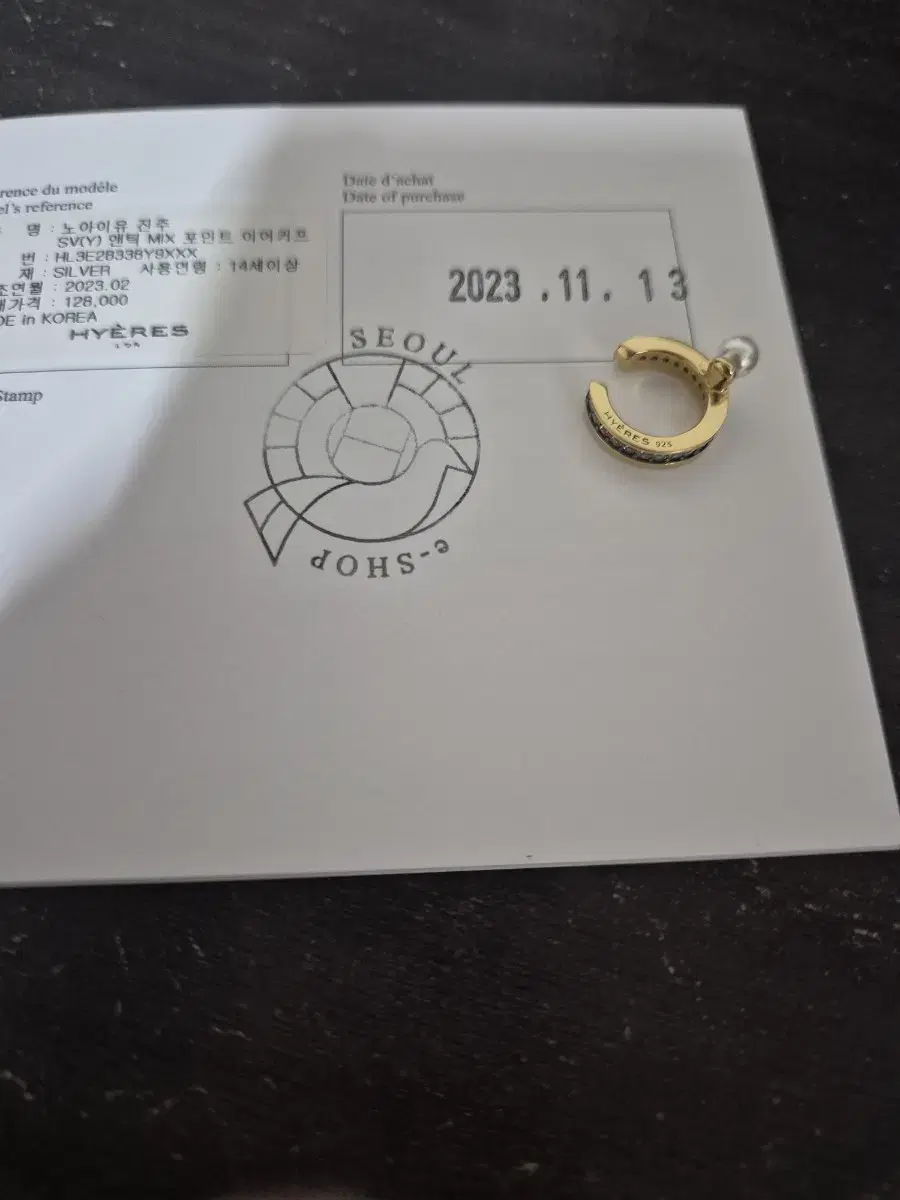 rence du modéle
el's reference
명 : 노아이유 진주
SV(Y) 앤틱 MIX 포인트 이어커프
번 : HL3E28338Y9XXX
재 : SILVER 사용연령 : 14세이상
조연월 : 2023.02
매가격 : 128,000
DE in KOREA
HYÈRES
LOR
Date d'achat
Date of purchase
2023 .11. 13
Stamp
SEOUL
e-SHOP
HYÈRES 925